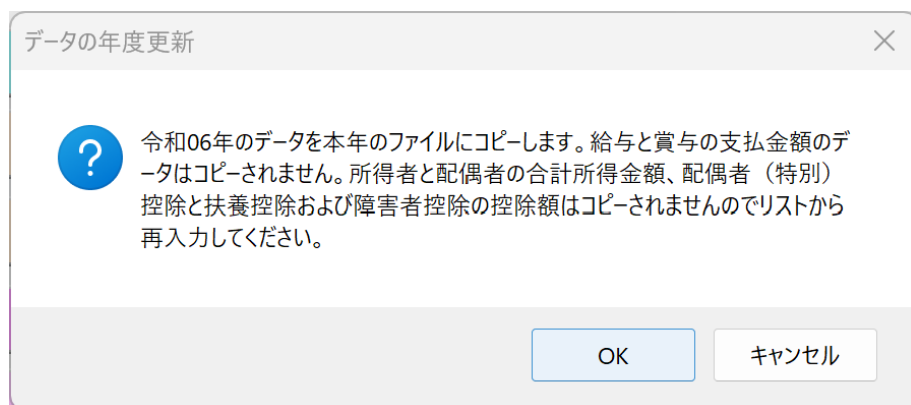 データの年度更新
令和06年のデータを本年のファイルにコピーします。給与と賞与の支払金額のデ
ータはコピーされません。所得者と配偶者の合計所得金額、配偶者（特別）
控除と扶養控除および障害者控除の控除額はコピーされませんのでリストから
再入力してください。
OK
キャンセル